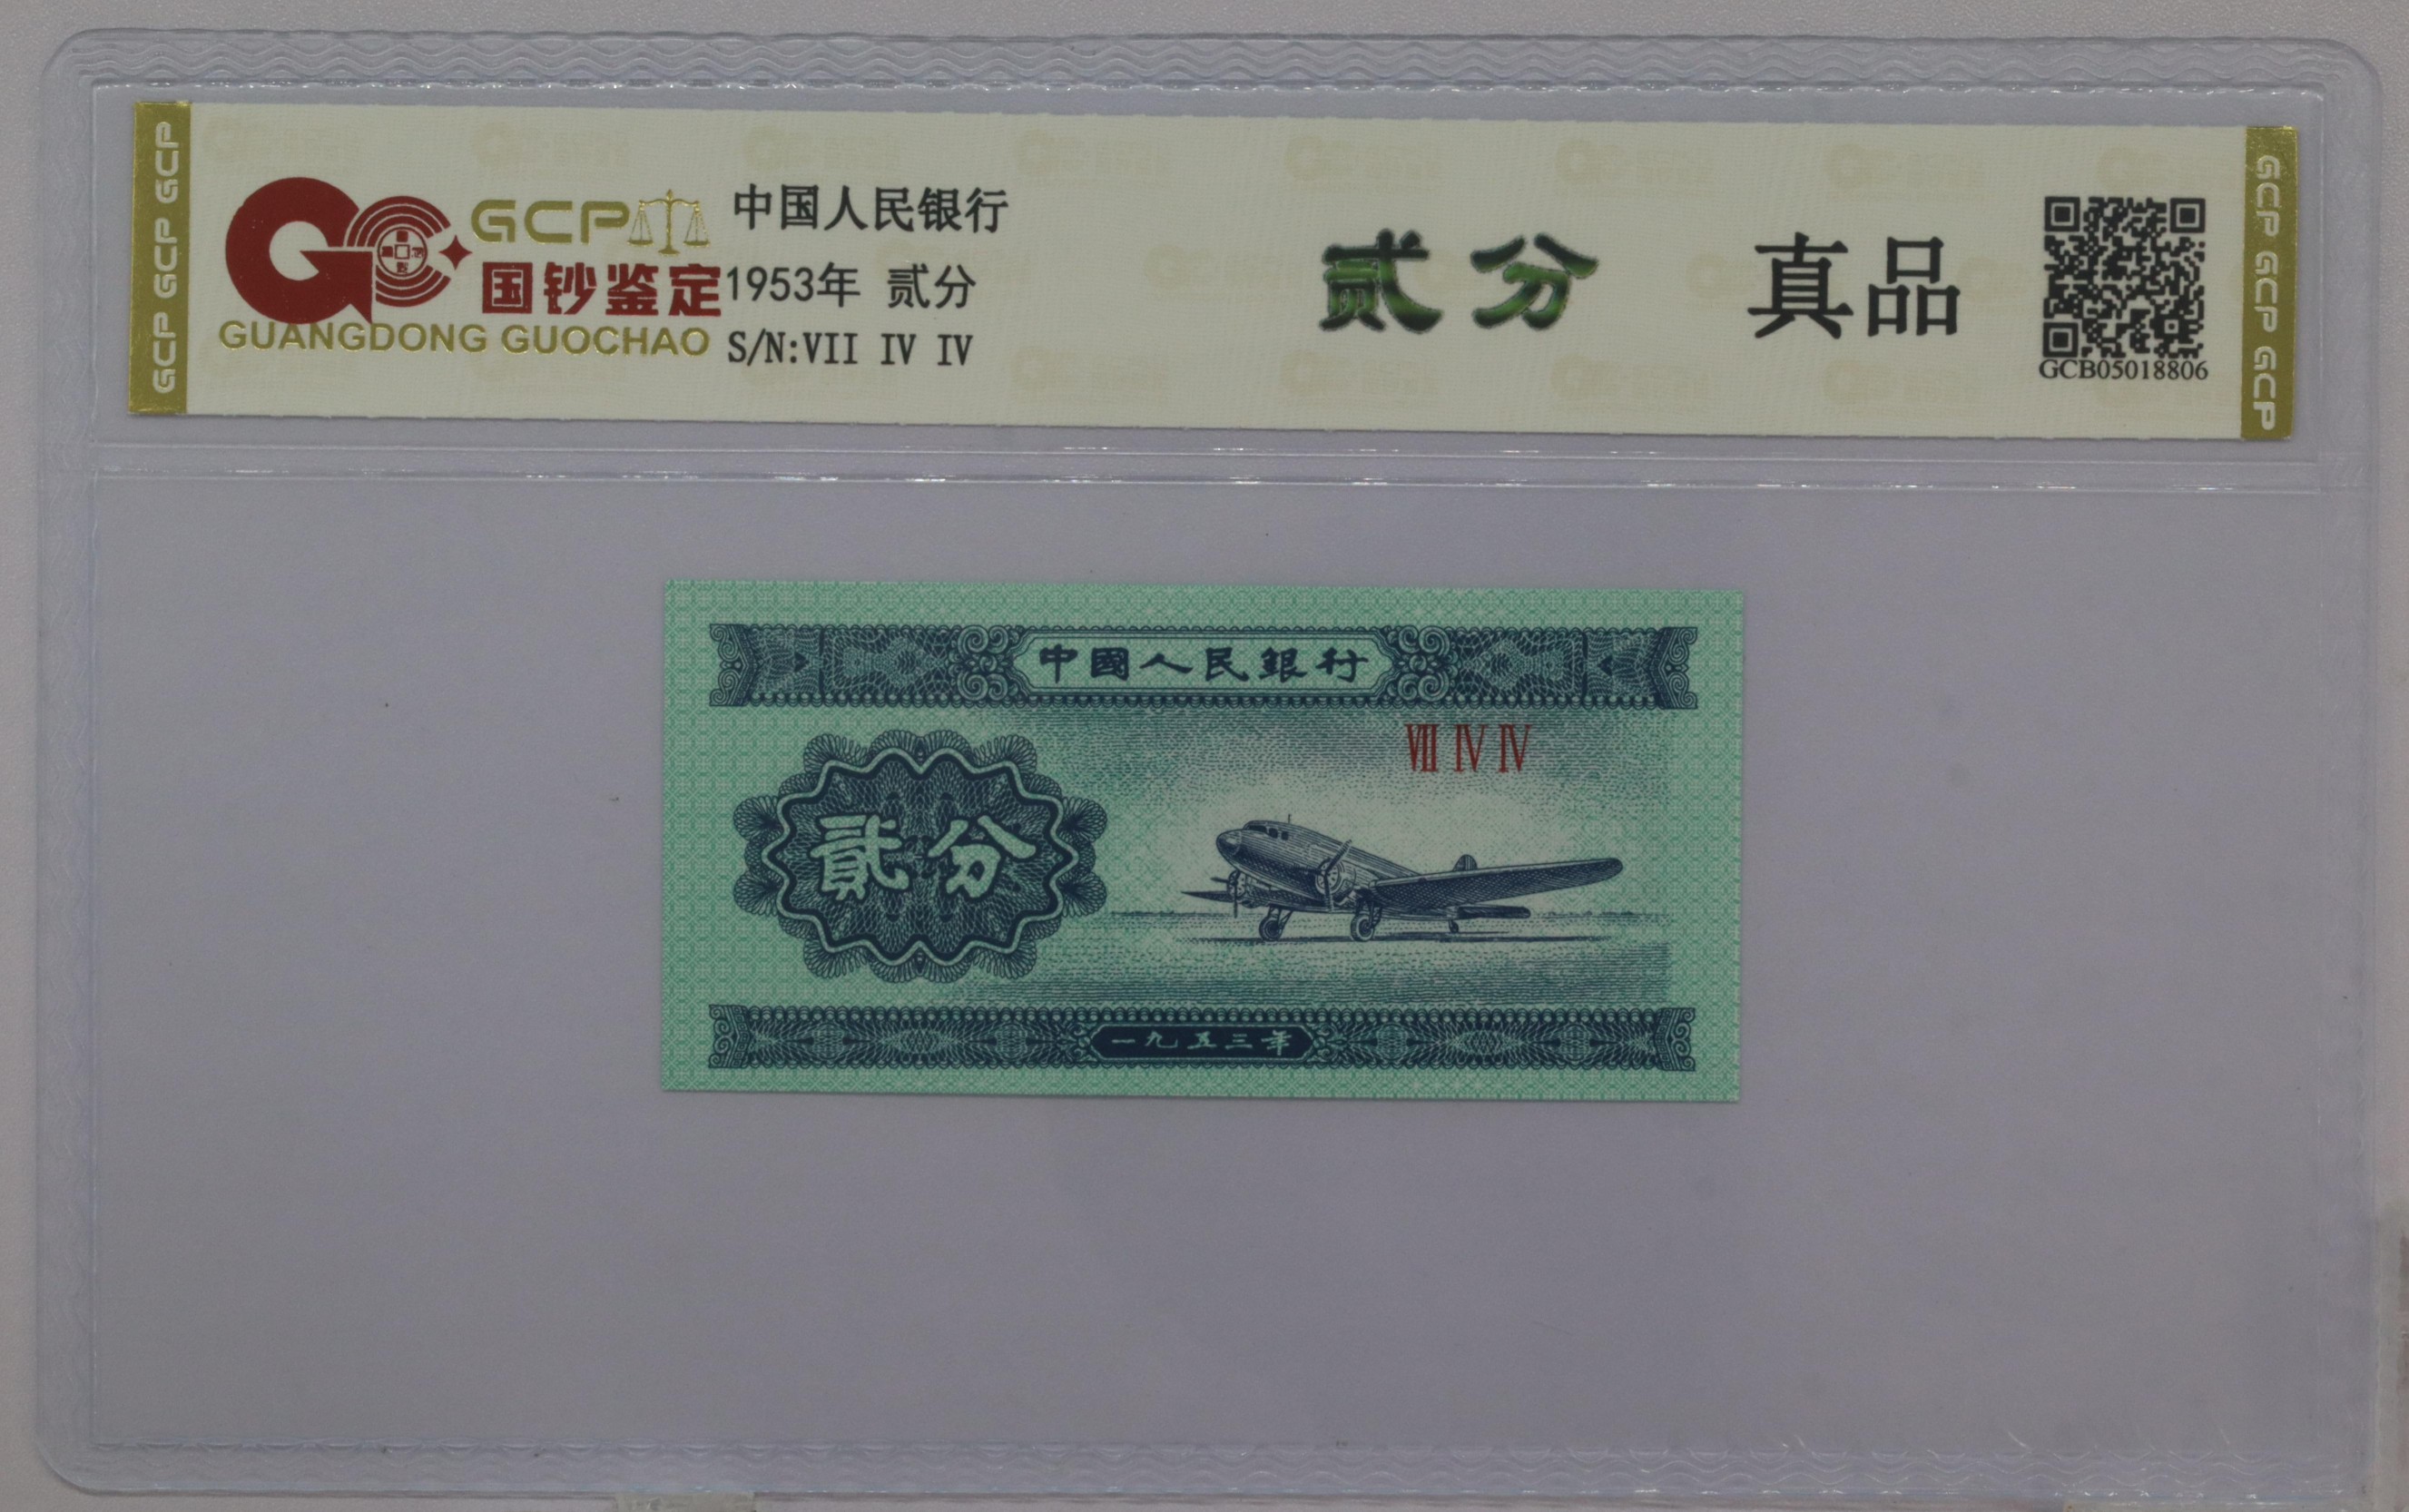 GCP GCP GCP
GCP
国钞鉴定
GUANGDONG GUOCHAO
中国人民银行
1953年 贰分
S/N:VII IV IV
贰分
真品
GCB05018806
GCP GCP GCP
中國人民銀行
VII IV IV
貳分
一九五三年